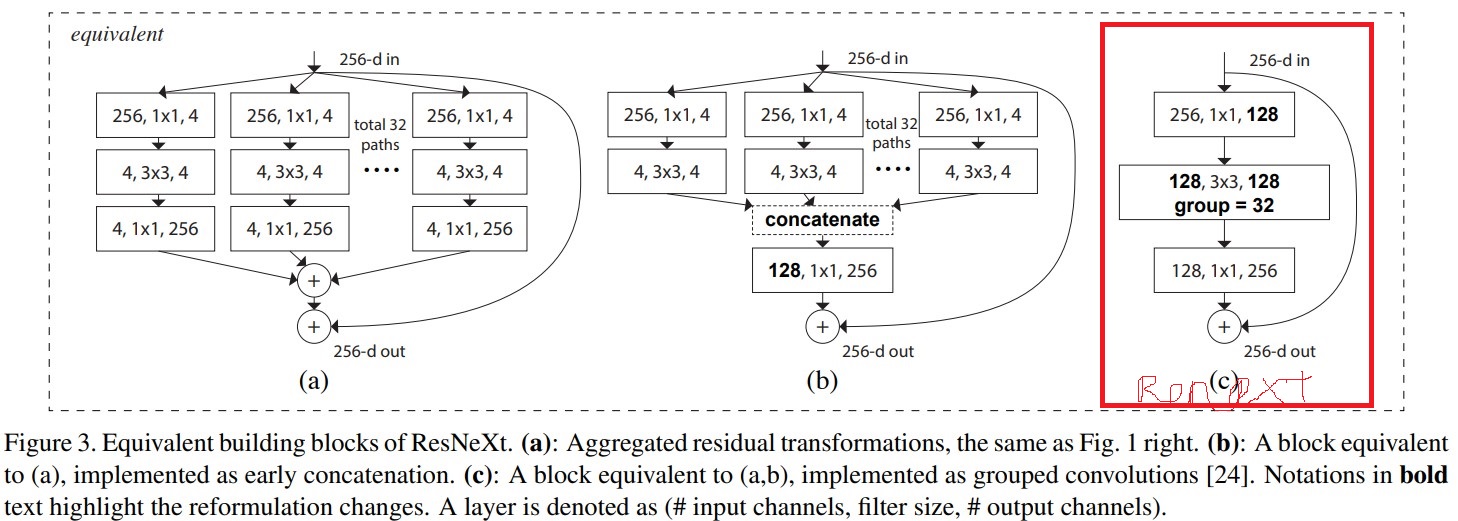 equivalent
256-d in
256, 1x1, 4
256, 1x1, 4
256, 1x1, 4
total 32
paths
4, 3x3, 4
4, 3x3, 4
....
4, 3x3, 4
4, 1x1, 256
4, 1x1, 256
4, 1x1, 256
+
+
256-d out
(a)
256-d in
256, 1x1, 4
256, 1x1, 4
256, 1x1, 4
total 32
paths
4, 3x3, 4
4, 3x3, 4
....
4, 3x3, 4
concatenate
128, 1x1, 256
+
256-d out
(b)
256-d in
256, 1x1, 128
128, 3x3, 128
group = 32
128, 1x1, 256
+
256-d out
(c)
Figure 3. Equivalent building blocks of ResNeXt. (a): Aggregated residual transformations, the same as Fig. 1 right. (b): A block equivalent
to (a), implemented as early concatenation. (c): A block equivalent to (a,b), implemented as grouped convolutions [24]. Notations in bold
text highlight the reformulation changes. A layer is denoted as (# input channels, filter size, # output channels).